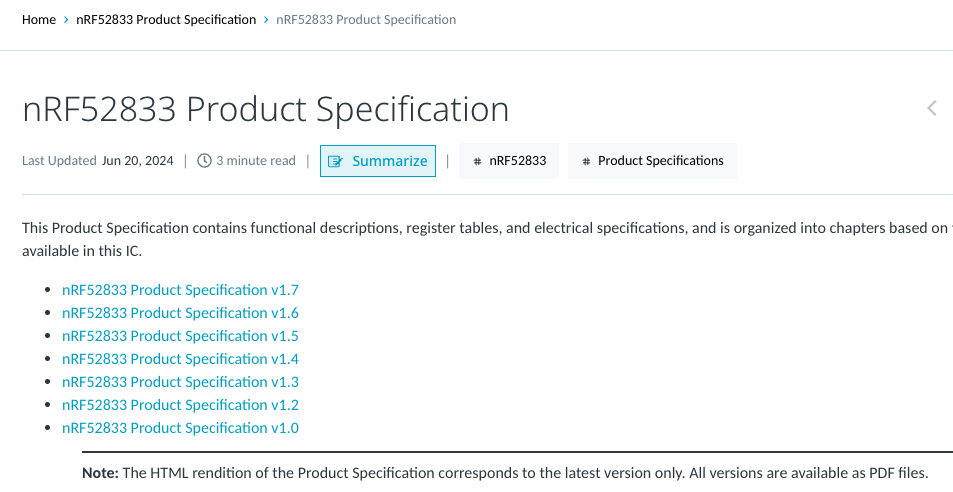 Home > nRF52833 Product Specification > nRF52833 Product Specification
nRF52833 Product Specification
Last Updated Jun 20, 2024 | 3 minute read | Summarize | # nRF52833 # Product Specifications
This Product Specification contains functional descriptions, register tables, and electrical specifications, and is organized into chapters based on
available in this IC.
• nRF52833 Product Specification v1.7
• nRF52833 Product Specification v1.6
• nRF52833 Product Specification v1.5
• nRF52833 Product Specification v1.4
• nRF52833 Product Specification v1.3
• nRF52833 Product Specification v1.2
• nRF52833 Product Specification v1.0
Note: The HTML rendition of the Product Specification corresponds to the latest version only. All versions are available as PDF files.